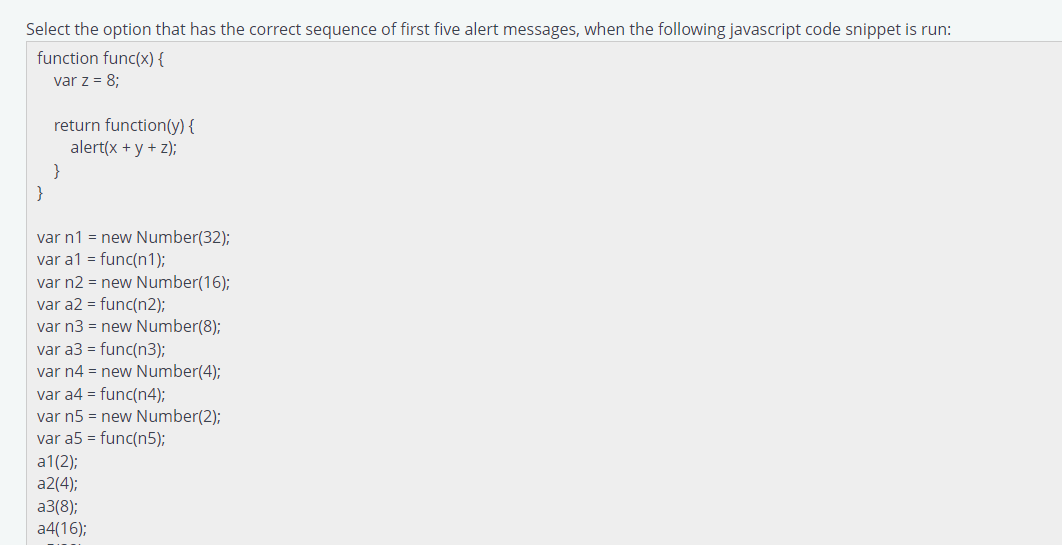 Select the option that has the correct sequence of first five alert messages, when the following javascript code snippet is run:
function func(x) {
var z = 8;
return function(y) {
alert(x + y + z);
}
}
var n1 = new Number(32);
var a1 = func(n1);
var n2 = new Number(16);
var a2 = func(n2);
var n3 = new Number(8);
var a3 = func(n3);
var n4 = new Number(4);
var a4 = func(n4);
var n5 = new Number(2);
var a5 = func(n5);
a1(2);
a2(4);
a3(8);
a4(16);